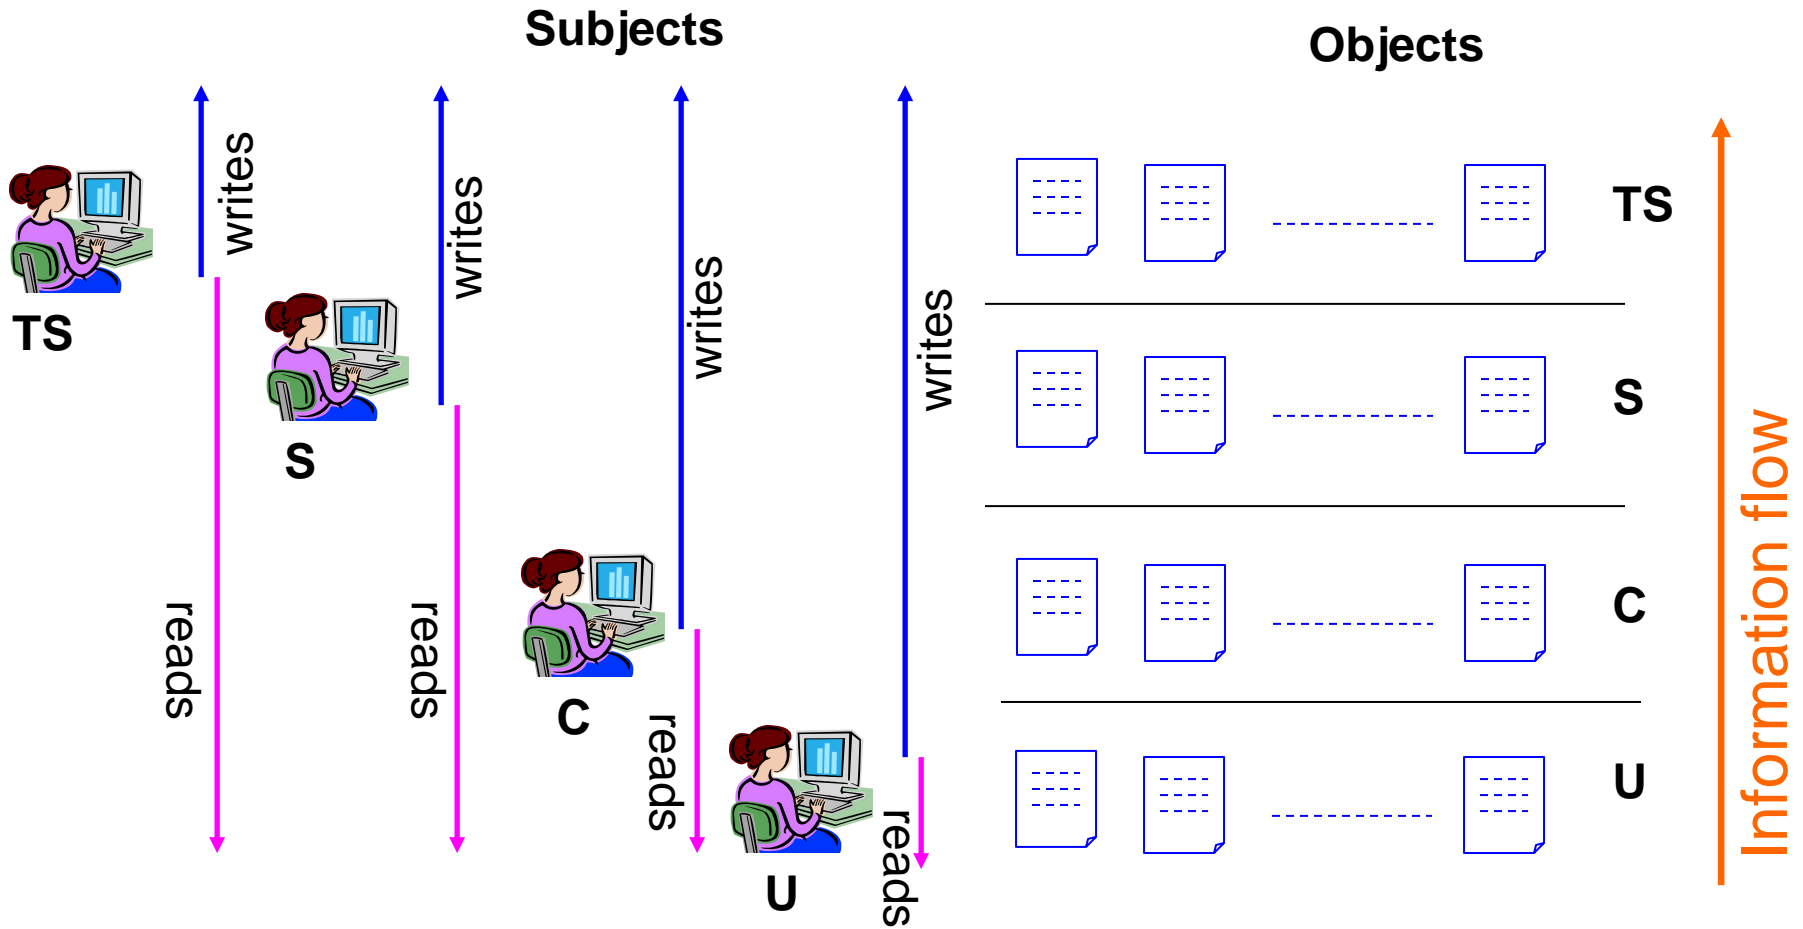 Subjects
Objects
writes
writes
writes
writes
TS
S
C
U
reads
reads
reads
reads
TS
S
C
U
Information flow